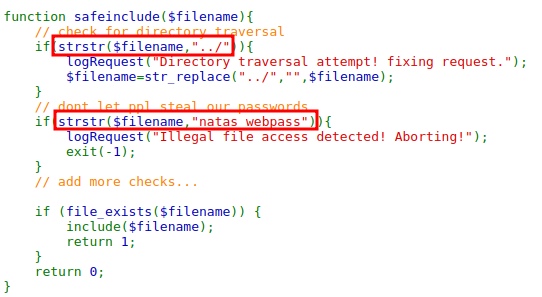 function safeinclude($filename){
// check for directory traversal
if(strstr($filename,"../")){
logRequest("Directory traversal attempt! fixing request.");
$filename=str_replace("../","",$filename);
}
// dont let ppl steal our passwords
if(strstr($filename,"natas_webpass")){
logRequest("Illegal file access detected! Aborting!");
exit(-1);
}
// add more checks...
if (file_exists($filename)) {
include($filename);
return 1;
}
return 0;
}